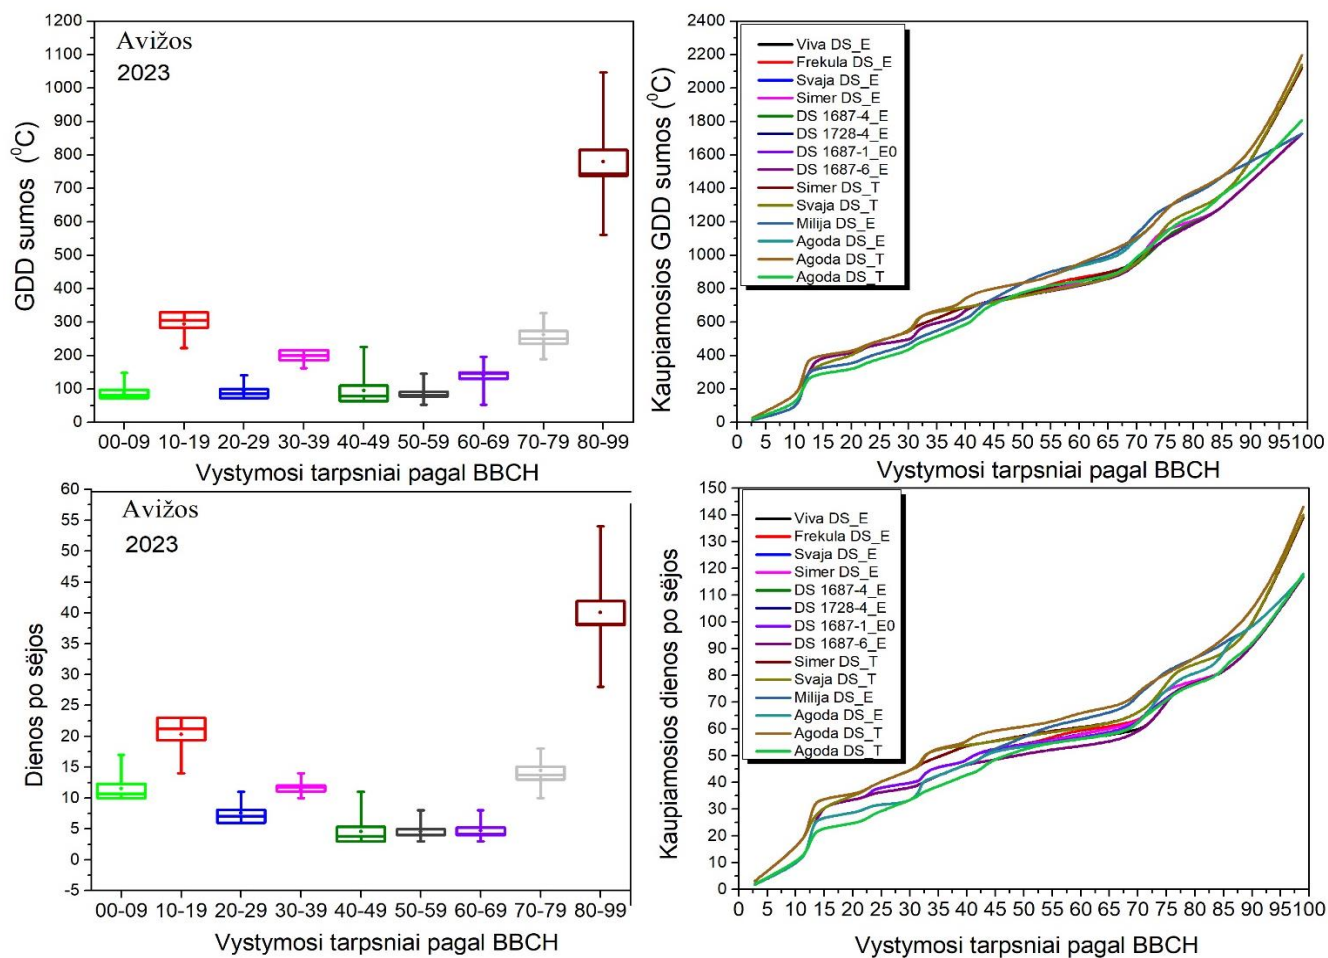 Avižos
2023
GDD sumos (⁰C)
1200
1100
1000
900
800
700
600
500
400
300
200
100
0
00-09 10-19 20-29 30-39 40-49 50-59 60-69 70-79 80-99
Vystymosi tarpsniai pagal BBCH
Kaupiamosios GDD sumos (⁰C)
2400
2200
2000
1800
1600
1400
1200
1000
800
600
400
200
0
Viva DS_E
Frekula DS_E
Svaja DS_E
Simer DS_E
DS 1687-4_E
DS 1728-4_E
DS 1687-1_E0
DS 1687-6_E
Simer DS_T
Svaja DS_T
Milija DS_E
Agoda DS_E
Agoda DS_T
Agoda DS_T
0 5 10 15 20 25 30 35 40 45 50 55 60 65 70 75 80 85 90 95 100
Vystymosi tarpsniai pagal BBCH
Avižos
2023
Dienos po sëjos
60
55
50
45
40
35
30
25
20
15
10
5
0
-5
00-09 10-19 20-29 30-39 40-49 50-59 60-69 70-79 80-99
Vystymosi tarpsniai pagal BBCH
Kaupiamosios dienos po sëjos
150
140
130
120
110
100
90
80
70
60
50
40
30
20
10
0
Viva DS_E
Frekula DS_E
Svaja DS_E
Simer DS_E
DS 1687-4_E
DS 1728-4_E
DS 1687-1_E0
DS 1687-6_E
Simer DS_T
Svaja DS_T
Milija DS_E
Agoda DS_E
Agoda DS_T
Agoda DS_T
0 5 10 15 20 25 30 35 40 45 50 55 60 65 70 75 80 85 90 95 100
Vystymosi tarpsniai pagal BBCH